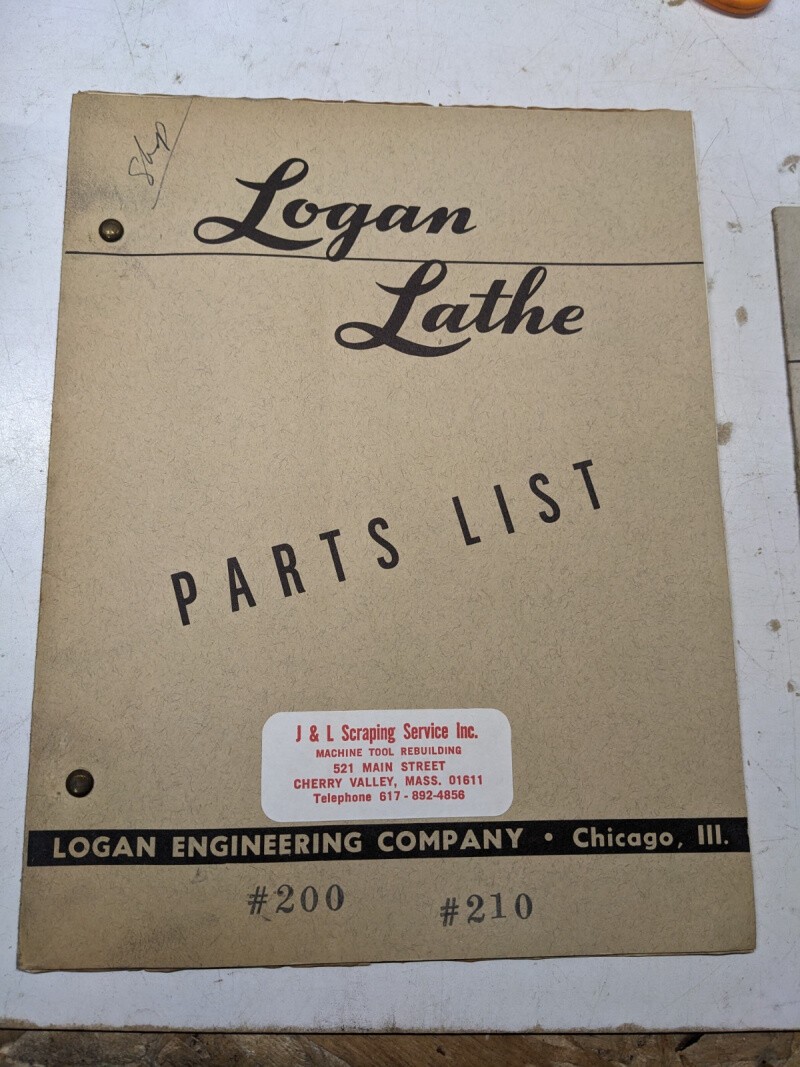 Shop
Logan
Lathe
PARTS LIST
J & L Scraping Service Inc.
MACHINE TOOL REBUILDING
521 MAIN STREET
CHERRY VALLEY, MASS. 01611
Telephone 617-892-4856
LOGAN ENGINEERING COMPANY • Chicago, Ill.
#200 #210